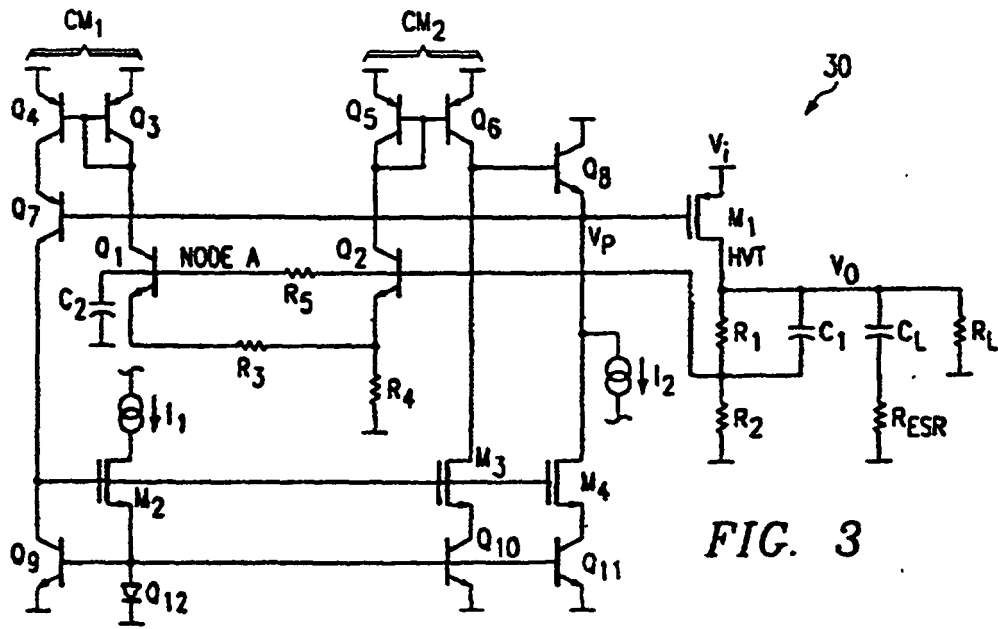 CM1
CM2
30
Q4
Q3
Q5
Q6
Q8
Vi
Q7
VP
M1
HVT
Q1
NODE A
Q2
VO
C2
R5
R1
C1
CL
RL
R3
R4
I1
I2
R2
RESR
M2
M3
M4
Q9
Q12
Q10
Q11
FIG. 3